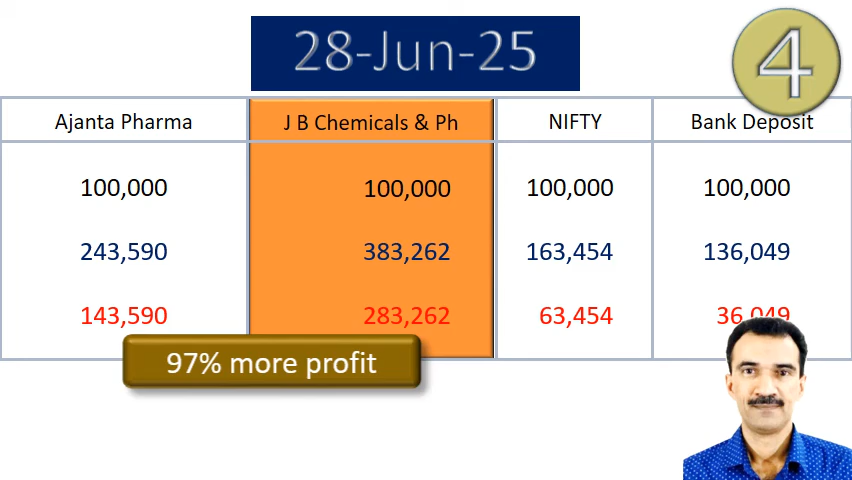 28-Jun-25
4
Ajanta Pharma J B Chemicals & Ph NIFTY Bank Deposit
100,000 100,000 100,000 100,000
243,590 383,262 163,454 136,049
143,590 283,262 63,454 36,049
97% more profit